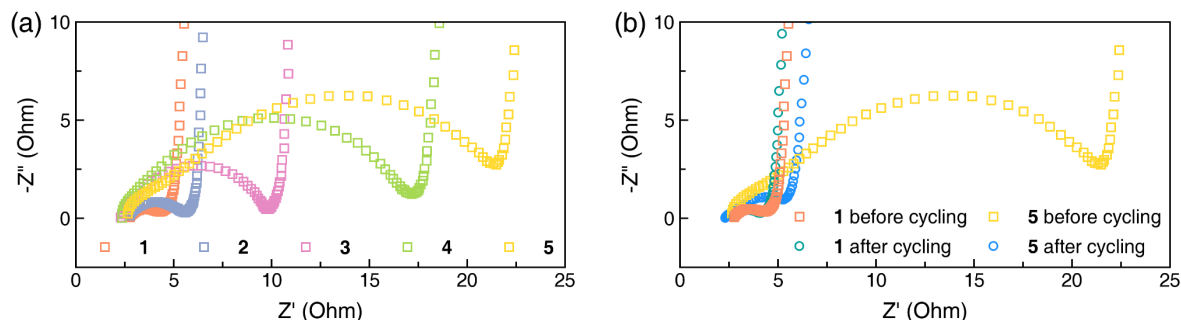 (a)
10
5
0
-Z" (Ohm)
1 2 3 4 5
0 5 10 15 20 25
Z' (Ohm)
(b)
10
5
0
-Z" (Ohm)
1 before cycling 5 before cycling
1 after cycling 5 after cycling
0 5 10 15 20 25
Z' (Ohm)